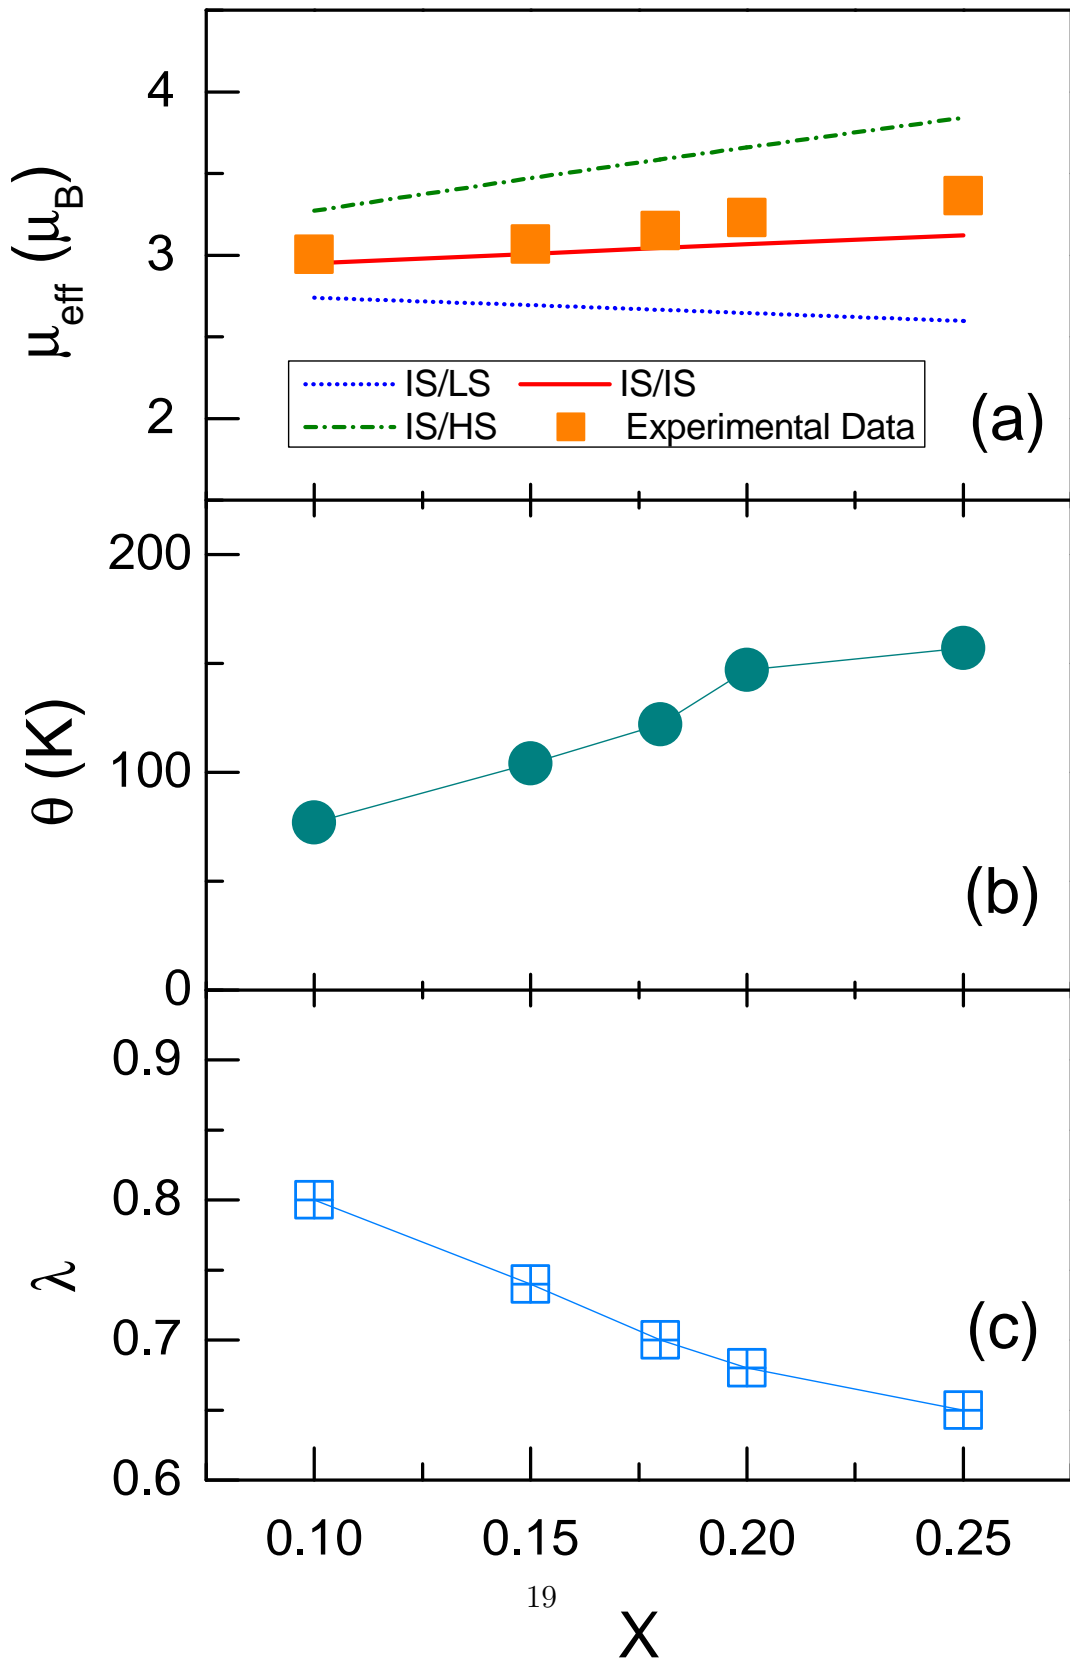 4
3
2
μeff (μB)
IS/LS IS/IS
IS/HS Experimental Data
(a)
200
100
0
θ (K)
(b)
0.9
0.8
0.7
0.6
λ
(c)
0.10 0.15 0.20 0.25
19
X